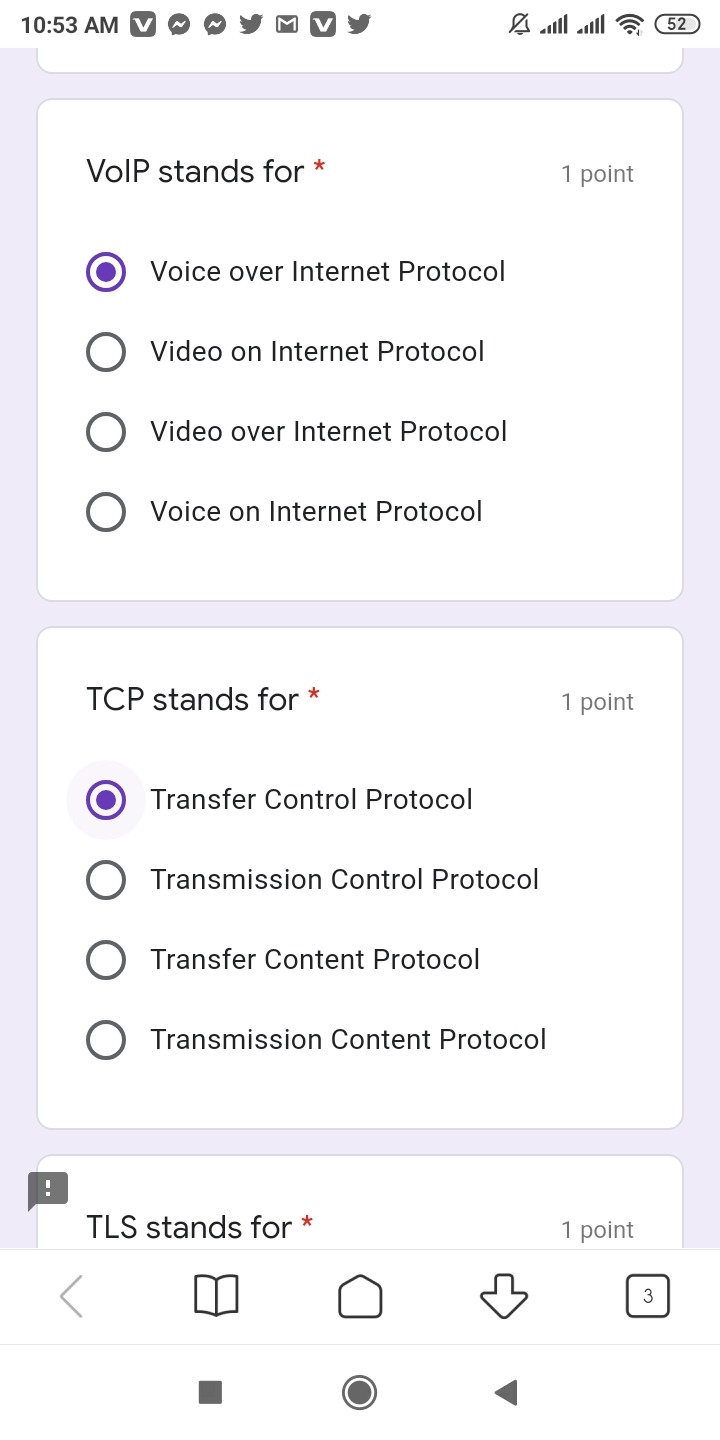 10:53 AM 52
VoIP stands for * 1 point
Voice over Internet Protocol
Video on Internet Protocol
Video over Internet Protocol
Voice on Internet Protocol
TCP stands for * 1 point
Transfer Control Protocol
Transmission Control Protocol
Transfer Content Protocol
Transmission Content Protocol
TLS stands for * 1 point
3